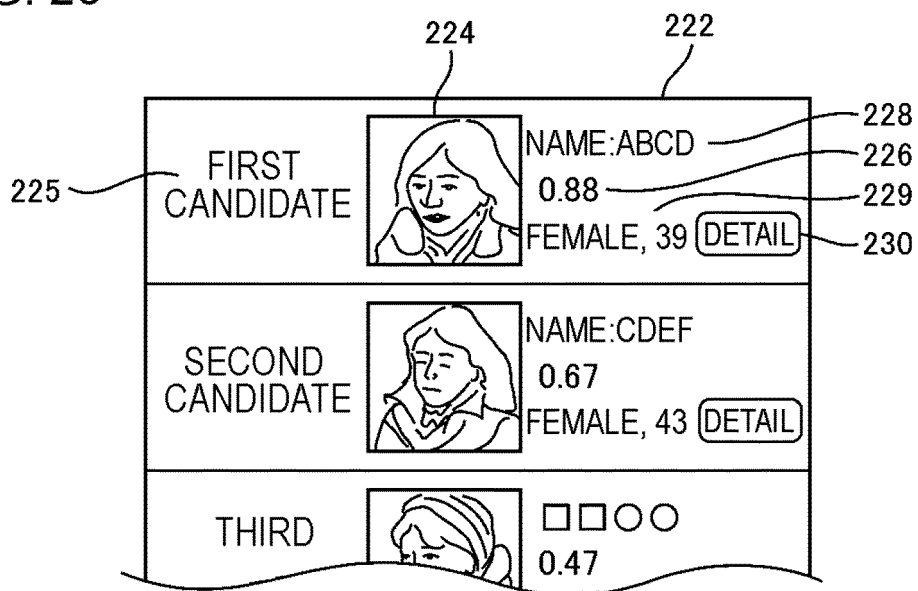 224
222
NAME:ABCD
228
FIRST
CANDIDATE
225
0.88
226
229
FEMALE, 39
DETAIL
230
NAME:CDEF
SECOND
CANDIDATE
0.67
FEMALE, 43
DETAIL
THIRD
□□○○
0.47